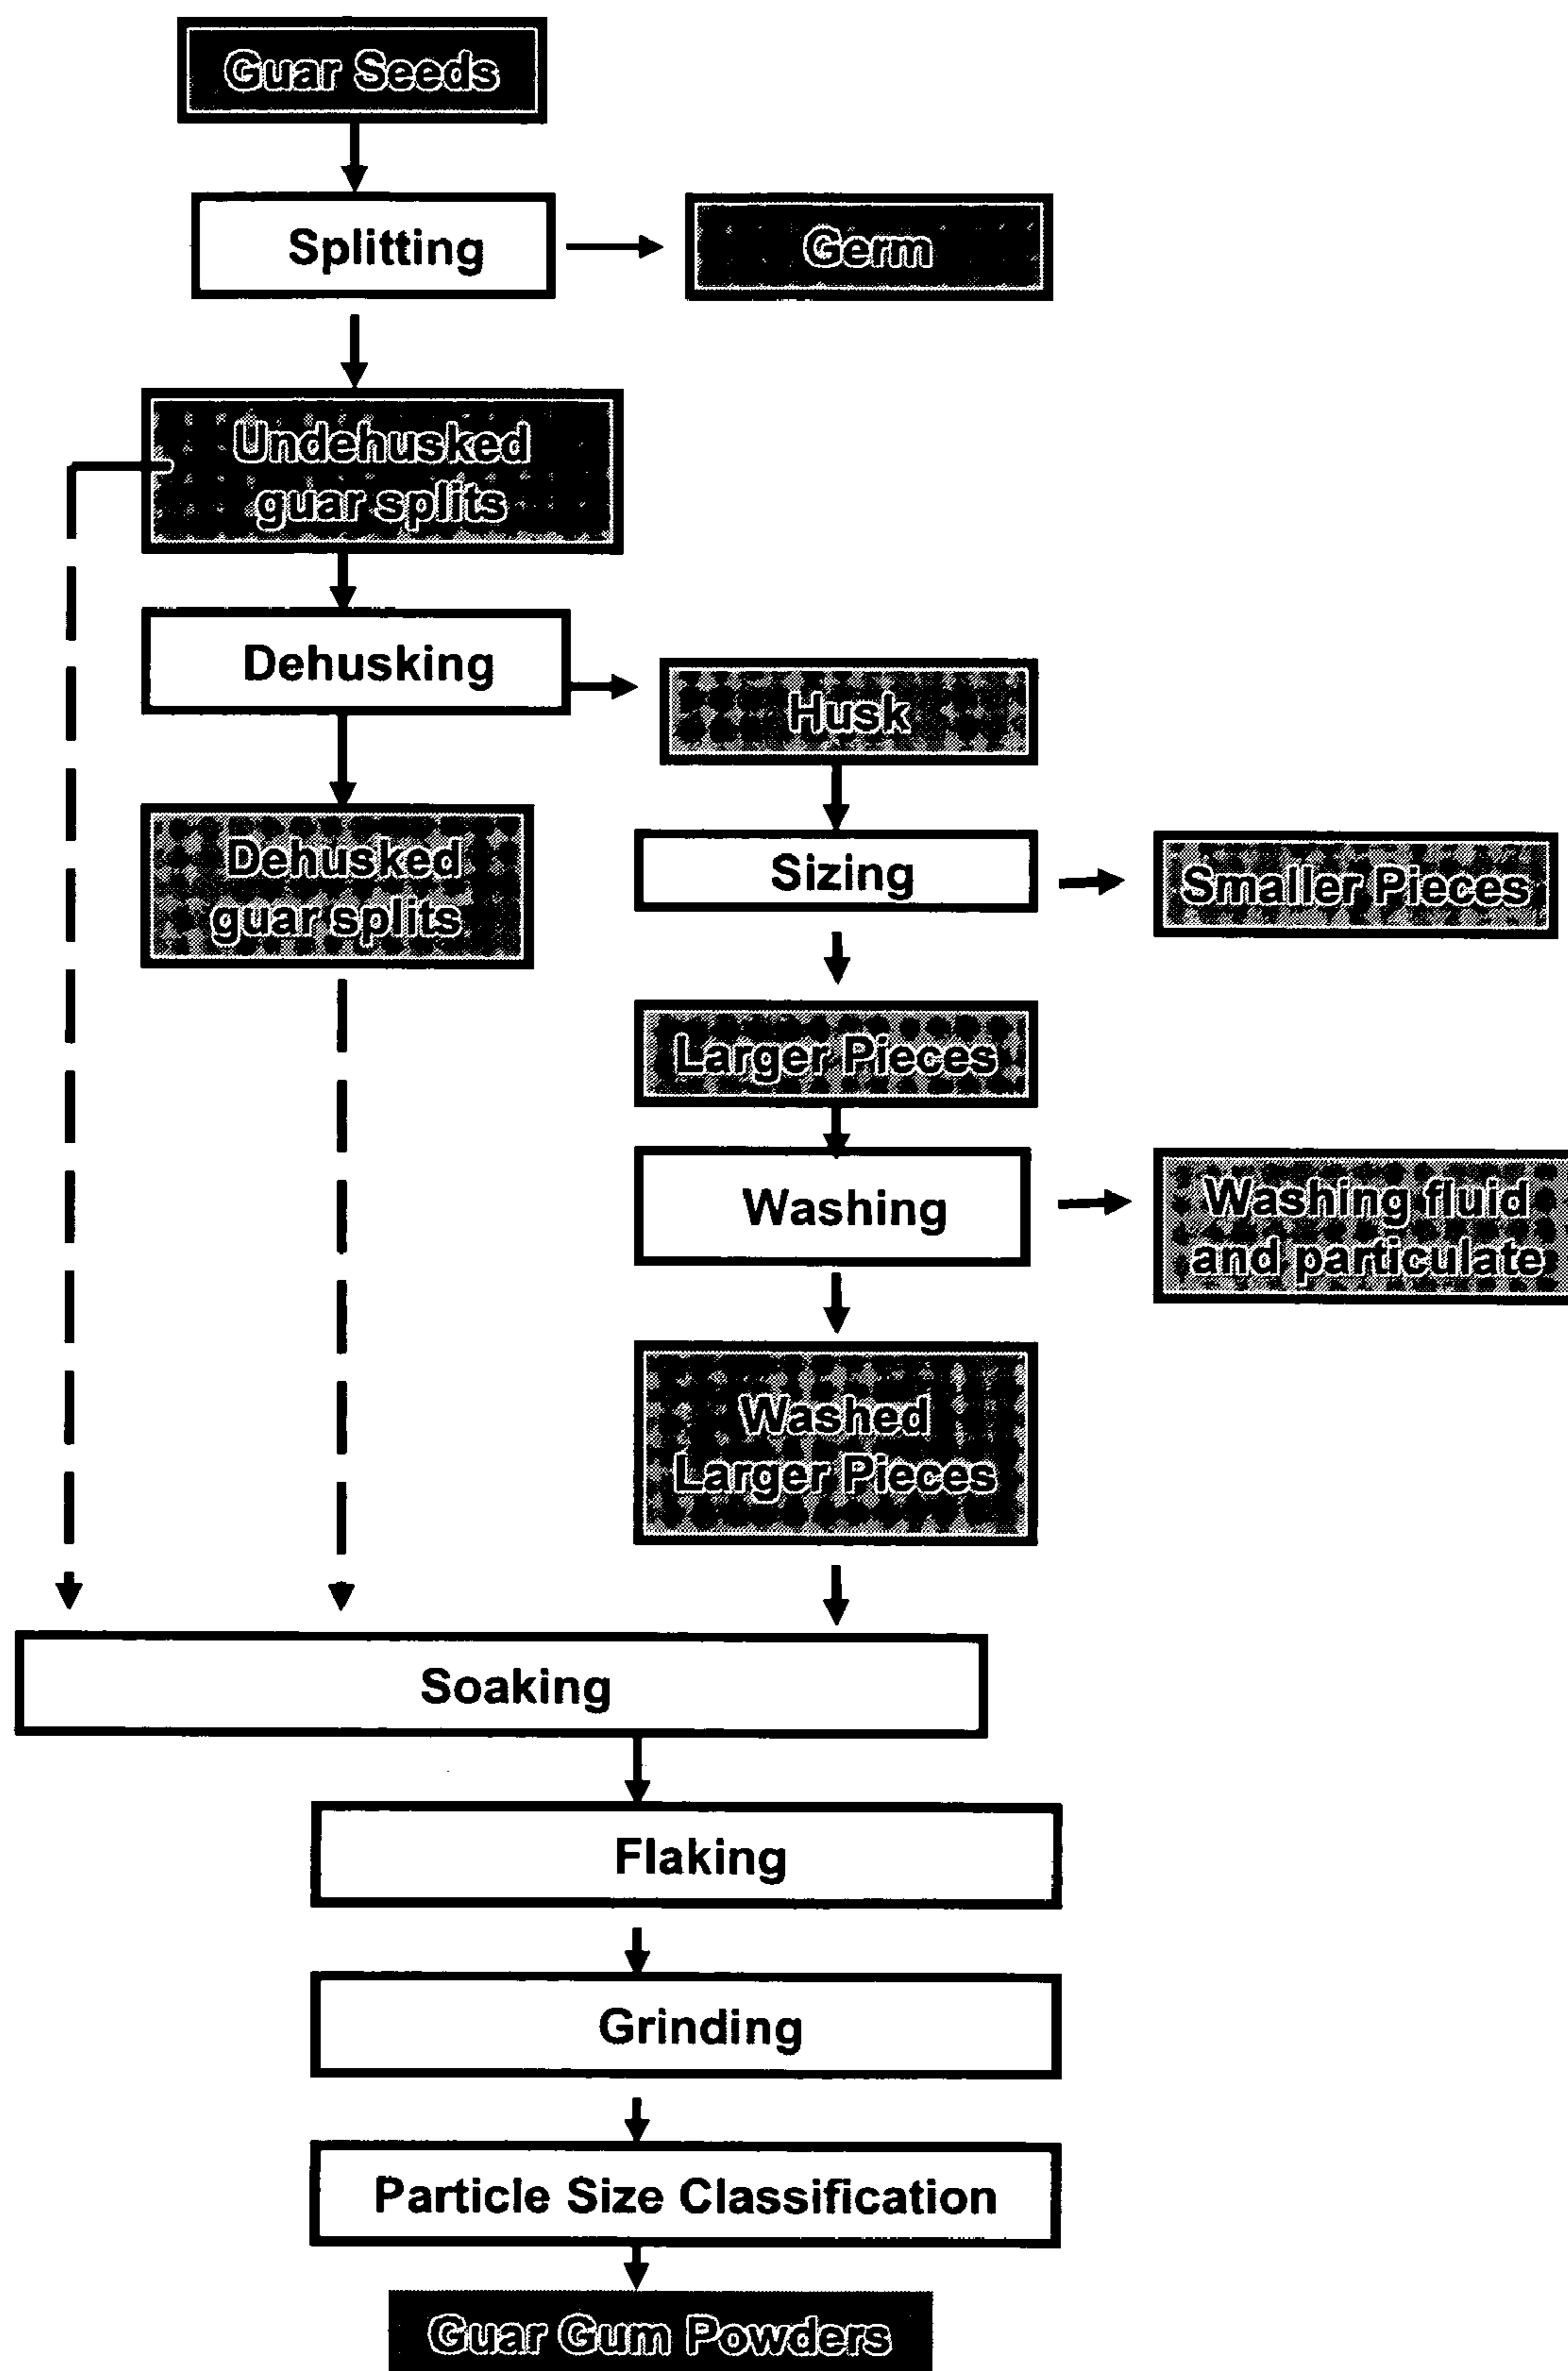 Guar Seeds
Splitting
Germ
Undehusked
guar splits
Dehusking
Husk
Dehusked
guar splits
Sizing
Smaller Pieces
Larger Pieces
Washing
Washing fluid
and particulate
Washed
Larger Pieces
Soaking
Flaking
Grinding
Particle Size Classification
Guar Gum Powders